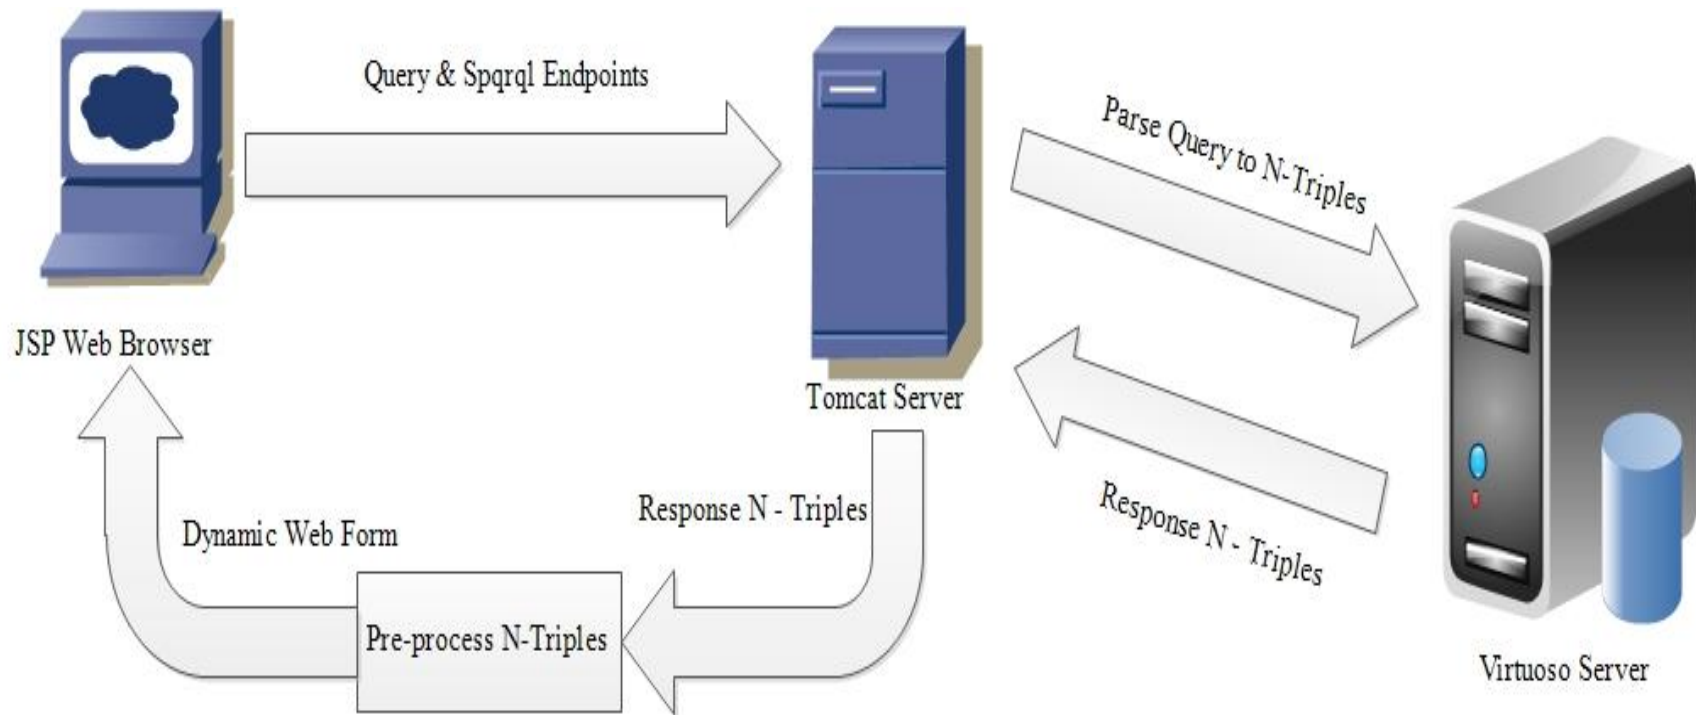 Query & Spqrql Endpoints
Parse Query to N-Triples
JSP Web Browser
Tomcat Server
Response N - Triples
Response N - Triples
Dynamic Web Form
Pre-process N-Triples
Virtuoso Server